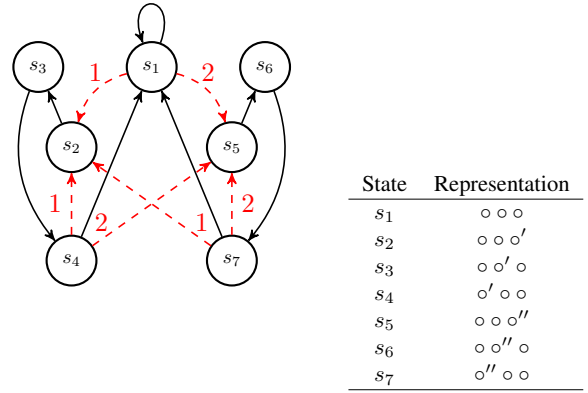 s₃ s₁ s₆
1 2
s₂ s₅
1 2 1 2
s₄ s₇
State Representation
s₁ ∘ ∘ ∘
s₂ ∘ ∘ ∘′
s₃ ∘ ∘′ ∘
s₄ ∘′ ∘ ∘
s₅ ∘ ∘ ∘″
s₆ ∘ ∘″ ∘
s₇ ∘″ ∘ ∘